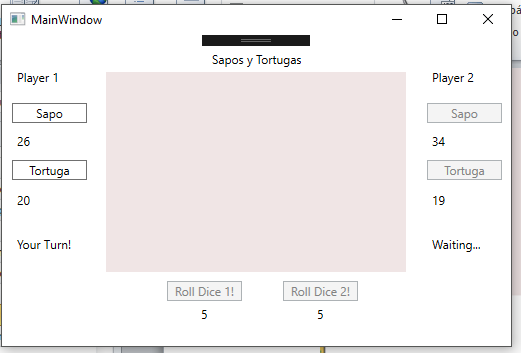 MainWindow
Sapos y Tortugas
Player 1
Sapo
26
Tortuga
20
Your Turn!
Player 2
Sapo
34
Tortuga
19
Waiting...
Roll Dice 1!
Roll Dice 2!
5
5